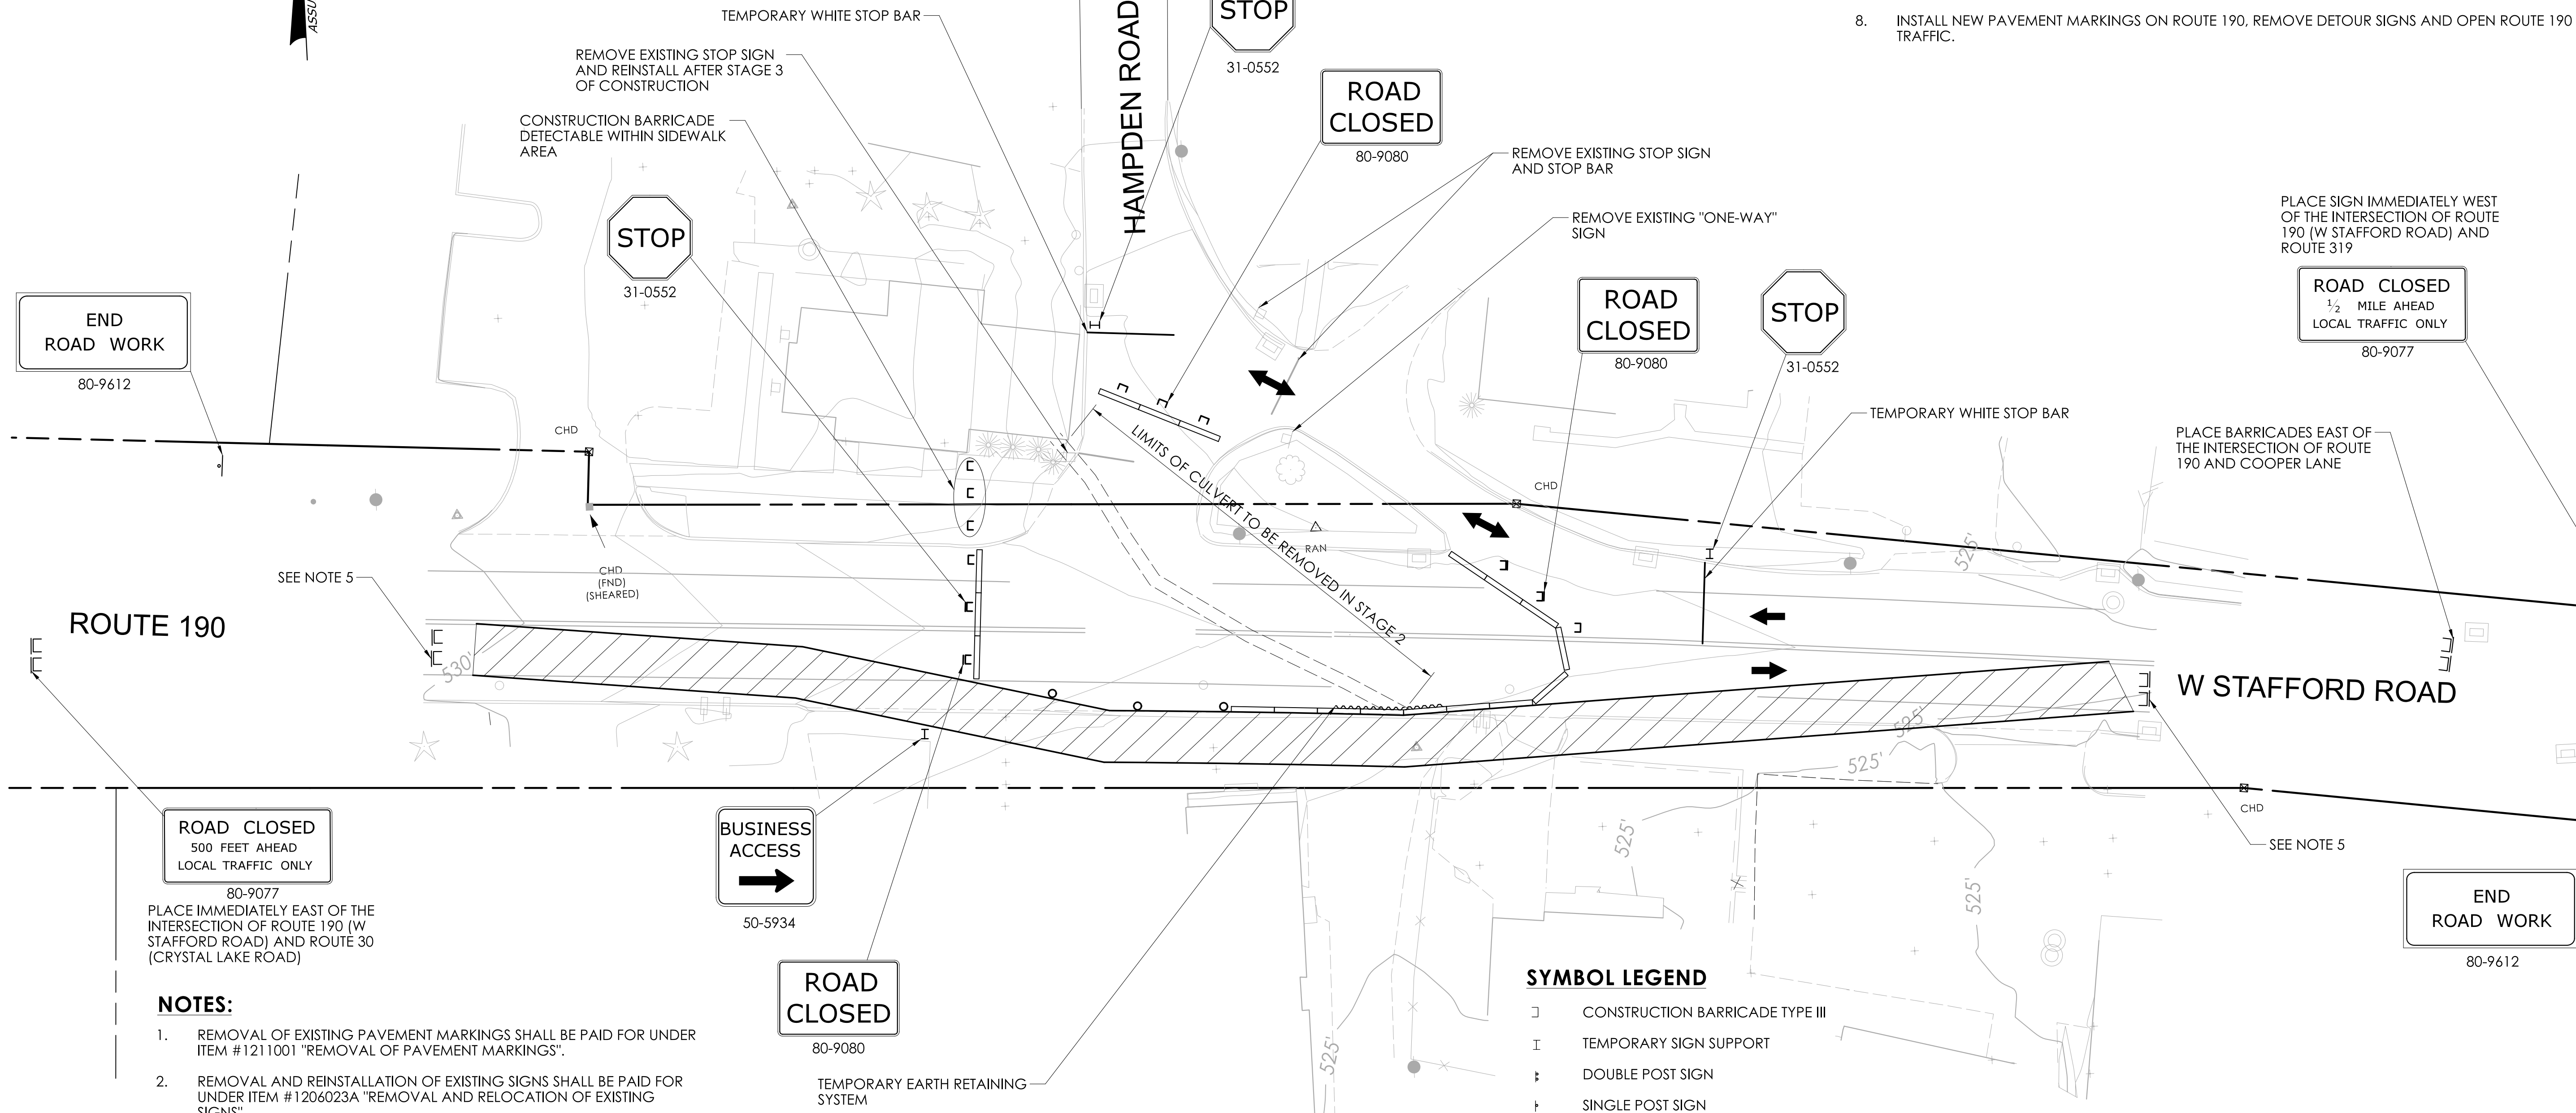 ASSU
TEMPORARY WHITE STOP BAR
REMOVE EXISTING STOP SIGN
AND REINSTALL AFTER STAGE 3
OF CONSTRUCTION
CONSTRUCTION BARRICADE
DETECTABLE WITHIN SIDEWALK
AREA
HAMPDEN ROAD
STOP
31-0552
ROAD
CLOSED
80-9080
8. INSTALL NEW PAVEMENT MARKINGS ON ROUTE 190, REMOVE DETOUR SIGNS AND OPEN ROUTE 190
TRAFFIC.
REMOVE EXISTING STOP SIGN
AND STOP BAR
REMOVE EXISTING "ONE-WAY"
SIGN
STOP
31-0552
END
ROAD WORK
80-9612
ROAD
CLOSED
80-9080
STOP
31-0552
PLACE SIGN IMMEDIATELY WEST
OF THE INTERSECTION OF ROUTE
190 (W STAFFORD ROAD) AND
ROUTE 319
ROAD CLOSED
1/2 MILE AHEAD
LOCAL TRAFFIC ONLY
80-9077
TEMPORARY WHITE STOP BAR
PLACE BARRICADES EAST OF
THE INTERSECTION OF ROUTE
190 AND COOPER LANE
CHD
LIMITS OF CULVERT TO BE REMOVED IN STAGE 2
CHD
RAN
525'
CHD
(FND)
(SHEARED)
SEE NOTE 5
ROUTE 190
530'
W STAFFORD ROAD
525'
525'
CHD
SEE NOTE 5
ROAD CLOSED
500 FEET AHEAD
LOCAL TRAFFIC ONLY
80-9077
PLACE IMMEDIATELY EAST OF THE
INTERSECTION OF ROUTE 190 (W
STAFFORD ROAD) AND ROUTE 30
(CRYSTAL LAKE ROAD)
BUSINESS
ACCESS
50-5934
ROAD
CLOSED
80-9080
525'
525'
525'
END
ROAD WORK
80-9612
TEMPORARY EARTH RETAINING
SYSTEM
NOTES:
1. REMOVAL OF EXISTING PAVEMENT MARKINGS SHALL BE PAID FOR UNDER
ITEM #1211001 "REMOVAL OF PAVEMENT MARKINGS".
2. REMOVAL AND REINSTALLATION OF EXISTING SIGNS SHALL BE PAID FOR
UNDER ITEM #1206023A "REMOVAL AND RELOCATION OF EXISTING
SIGNS"
SYMBOL LEGEND
CONSTRUCTION BARRICADE TYPE III
TEMPORARY SIGN SUPPORT
DOUBLE POST SIGN
SINGLE POST SIGN